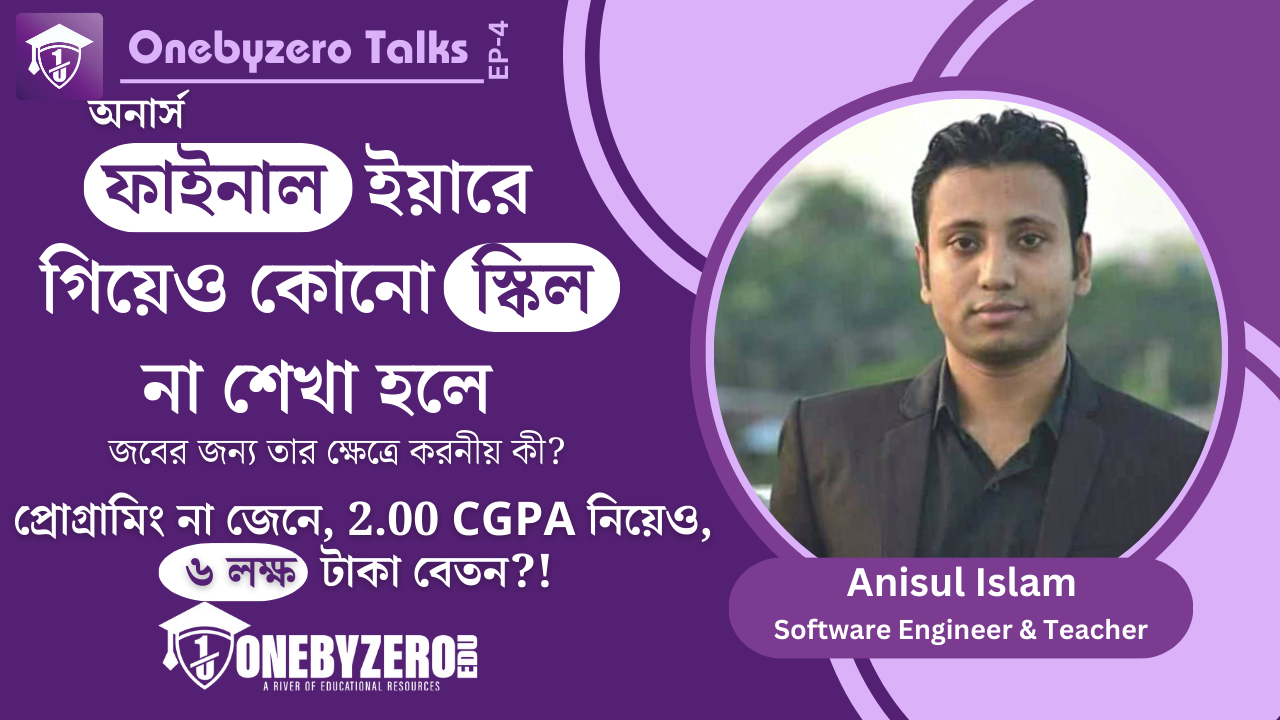 Onebyzero Talks
EP-4
অনার্স
ফাইনাল ইয়ারে
গিয়েও কোনো স্কিল
না শেখা হলে
জবের জন্য তার ক্ষেত্রে করনীয় কী?
প্রোগ্রামিং না জেনে, 2.00 CGPA নিয়েও,
৬ লক্ষ টাকা বেতন?!
ONEBYZERO EDU
A RIVER OF EDUCATIONAL RESOURCES
Anisul Islam
Software Engineer & Teacher